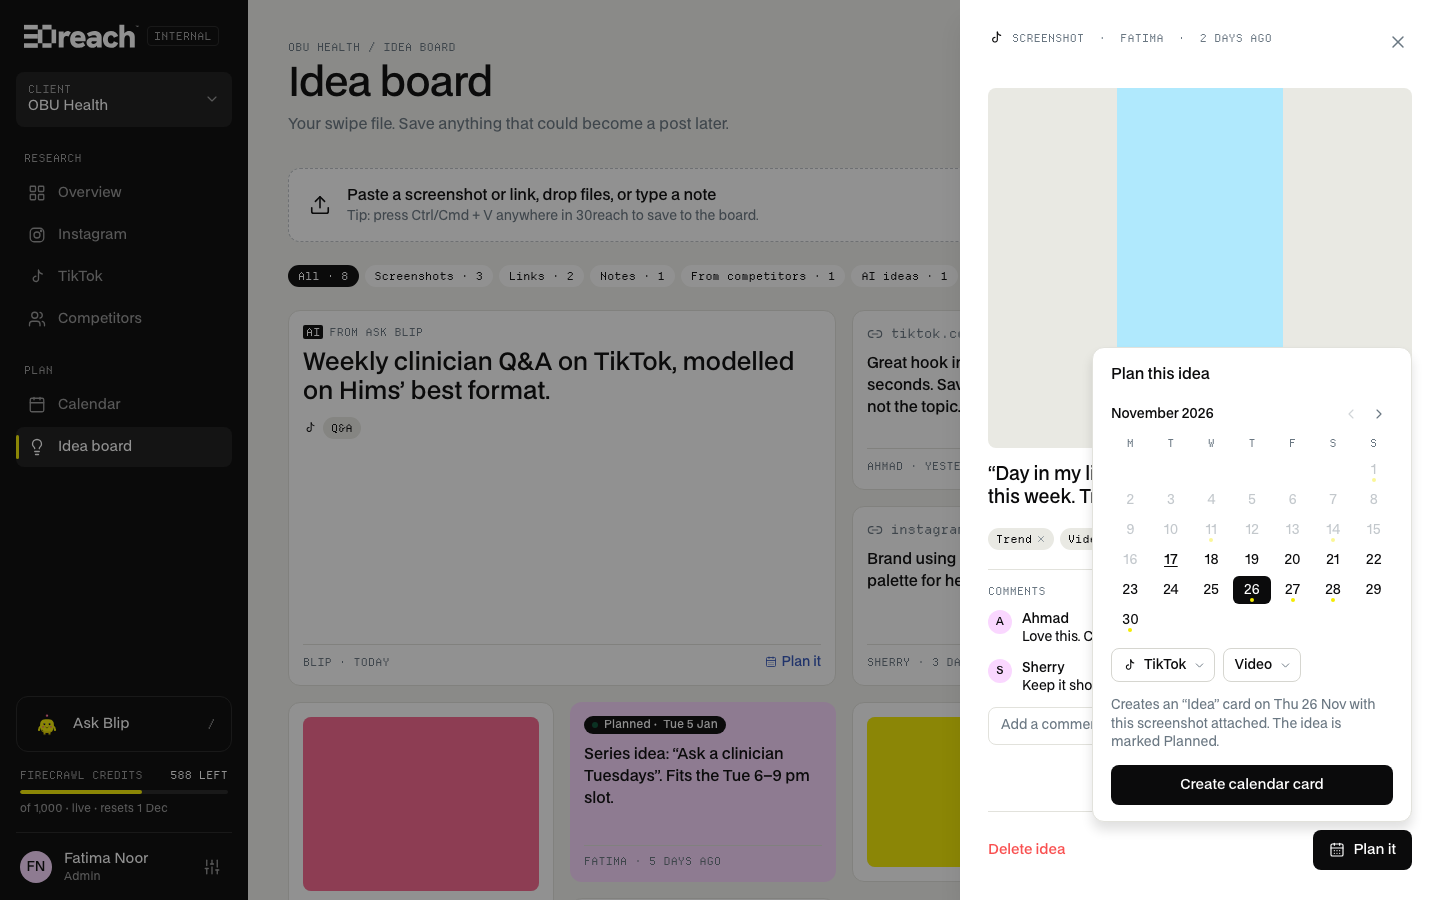 30reach INTERNAL
CLIENT
OBU Health
RESEARCH
Overview
Instagram
TikTok
Competitors
PLAN
Calendar
Idea board
Ask Blip /
FIRECRAWL CREDITS 588 LEFT
of 1,000 · live · resets 1 Dec
FN Fatima Noor
Admin
OBU HEALTH / IDEA BOARD
Idea board
Your swipe file. Save anything that could become a post later.
Paste a screenshot or link, drop files, or type a note
Tip: press Ctrl/Cmd + V anywhere in 30reach to save to the board.
All · 8 Screenshots · 3 Links · 2 Notes · 1 From competitors · 1 AI ideas · 1
AI FROM ASK BLIP
Weekly clinician Q&A on TikTok, modelled
on Hims’ best format.
Q&A
BLIP · TODAY Plan it
tiktok.c
Great hook i
seconds. Sa
not the topic.
AHMAD · YESTE
instagra
Brand using
palette for he
SHERRY · 3 DA
Planned · Tue 5 Jan
Series idea: “Ask a clinician
Tuesdays”. Fits the Tue 6–9 pm
slot.
FATIMA · 5 DAYS AGO
SCREENSHOT · FATIMA · 2 DAYS AGO
“Day in my li
this week. T
Trend Vide
COMMENTS
A Ahmad
Love this. C
S Sherry
Keep it sho
Add a comme
Delete idea
Plan it
Plan this idea
November 2026
M T W T F S S
1
2 3 4 5 6 7 8
9 10 11 12 13 14 15
16 17 18 19 20 21 22
23 24 25 26 27 28 29
30
TikTok Video
Creates an “Idea” card on Thu 26 Nov with
this screenshot attached. The idea is
marked Planned.
Create calendar card